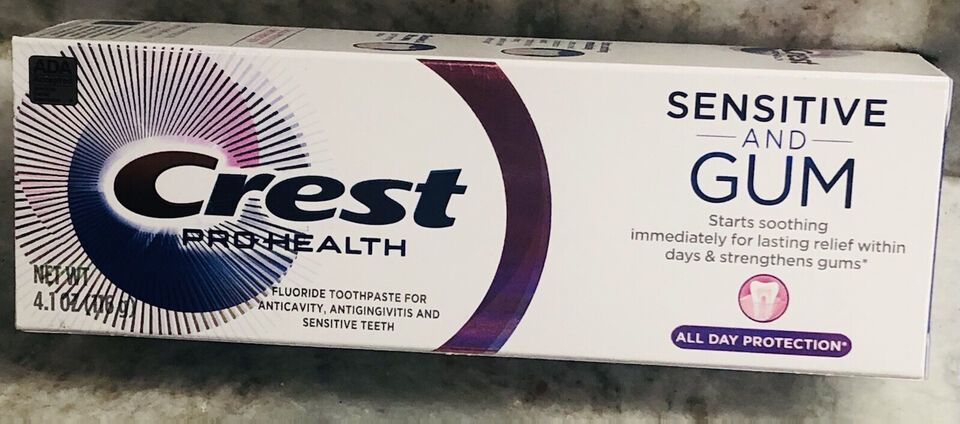 ADA
Crest
PRO-HEALTH
NET WT
4.1 OZ (116 g)
FLUORIDE TOOTHPASTE FOR
ANTICAVITY, ANTIGINGIVITIS AND
SENSITIVE TEETH
SENSITIVE
AND
GUM
Starts soothing
immediately for lasting relief within
days & strengthens gums*
ALL DAY PROTECTION*